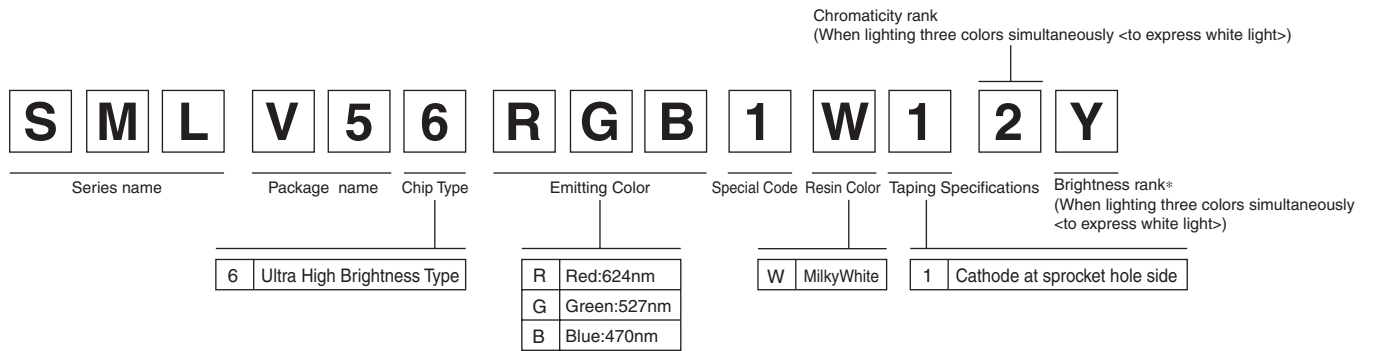 Chromaticity rank
(When lighting three colors simultaneously <to express white light>)
S M L V 5 6 R G B 1 W 1 2 Y
Series name Package name Chip Type Emitting Color Special Code Resin Color Taping Specifications Brightness rank*
(When lighting three colors simultaneously
<to express white light>)
6 Ultra High Brightness Type R Red:624nm W MilkyWhite 1 Cathode at sprocket hole side
G Green:527nm
B Blue:470nm